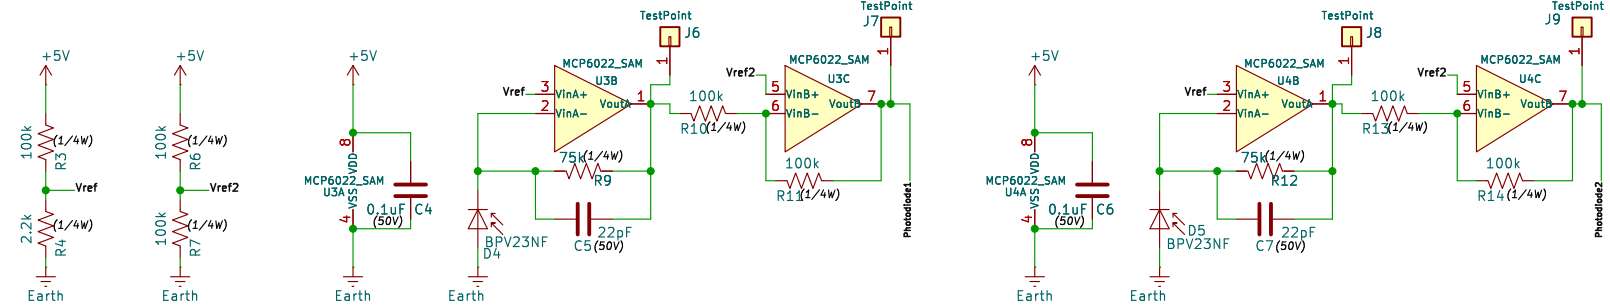 +5V
100k
(1/4W)
R3
Vref
2.2k
(1/4W)
R4
Earth
+5V
100k
(1/4W)
R6
Vref2
100k
(1/4W)
R7
Earth
+5V
8
VDD
MCP6022_SAM
U3A
VSS
4
0.1uF
C4
(50V)
Earth
TestPoint
J6
1
MCP6022_SAM
U3B
Vref
3
VinA+
2
VinA-
VoutA
1
75k
(1/4W)
R9
22pF
C5
(50V)
BPV23NF
D4
Earth
100k
R10
(1/4W)
TestPoint
J7
1
MCP6022_SAM
U3C
Vref2
5
VinB+
6
VinB-
VoutB
7
100k
R11
(1/4W)
Photodiode1
+5V
8
VDD
MCP6022_SAM
U4A
VSS
4
0.1uF
C6
(50V)
Earth
TestPoint
J8
1
MCP6022_SAM
U4B
Vref
3
VinA+
2
VinA-
VoutA
1
75k
(1/4W)
R12
22pF
C7
(50V)
D5
BPV23NF
Earth
100k
R13
(1/4W)
TestPoint
J9
1
MCP6022_SAM
U4C
Vref2
5
VinB+
6
VinB-
VoutB
7
100k
R14
(1/4W)
Photodiode2